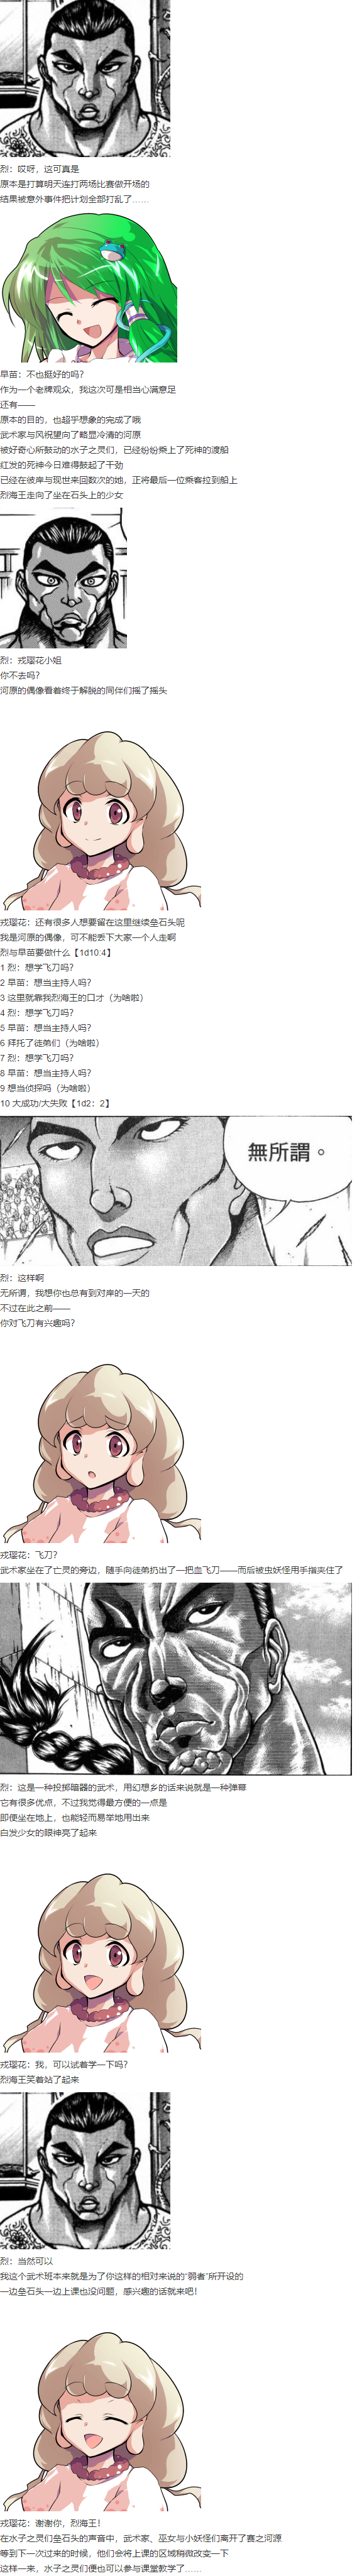 烈：哎呀，这可真是
原本是打算明天连打两场比赛做开场的
结果被意外事件把计划全部打乱了……
早苗：不也挺好的吗？
作为一个老牌观众，我这次可是相当心满意足
还有——
原本的目的，也超乎想象的完成了哦
武术家与风祝望向了略显冷清的河原
被好奇心所鼓动的水子之灵们，已经纷纷乘上了死神的渡船
红发的死神今日难得鼓起了干劲
已经在彼岸与现世来回数次的她，正将最后一位乘客拉到船上
烈海王走向了坐在石头上的少女
烈：戎璎花小姐
你不去吗？
河原的偶像看着终于解脱的同伴们摇了摇头
戎璎花：还有很多人想要留在这里继续垒石头呢
我是河原的偶像，可不能丢下大家一个人走啊
烈与早苗要做什么【1d10:4】
1 烈：想学飞刀吗？
2 早苗：想当主持人吗？
3 这里就靠我烈海王的口才（为啥啦）
4 烈：想学飞刀吗？
5 早苗：想当主持人吗？
6 拜托了徒弟们（为啥啦）
7 烈：想学飞刀吗？
8 早苗：想当主持人吗？
9 想当侦探吗（为啥啦）
10 大成功/大失败【1d2：2】
無所謂。
烈：这样啊
无所谓，我想你也总有到对岸的一天的
不过在此之前——
你对飞刀有兴趣吗？
戎璎花：飞刀？
武术家坐在了亡灵的旁边，随手向徒弟扔出了一把血飞刀——而后被虫妖怪用手指夹住了
烈：这是一种投掷暗器的武术，用幻想乡的话来说就是一种弹幕
它有很多优点，不过我觉得最方便的一点是
即便坐在地上，也能轻而易举地用出来
白发少女的眼神亮了起来
戎璎花：我，可以试着学一下吗？
烈海王笑着站了起来
烈：当然可以
我这个武术班本来就是为了你这样的相对来说的“弱者”所开设的
一边垒石头一边上课也没问题，感兴趣的话就来吧！
戎璎花：谢谢你，烈海王！
在水子之灵们垒石头的声音中，武术家、巫女与小妖怪们离开了赛之河原
等到下一次过来的时候，他们会将上课的区域稍微改变一下
这样一来，水子之灵们便也可以参与课堂教学了……